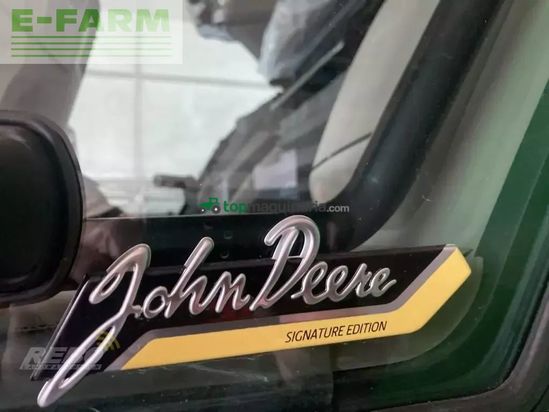 E-FARM
topmaquinaria.com
John Deere
SIGNATURE EDITION